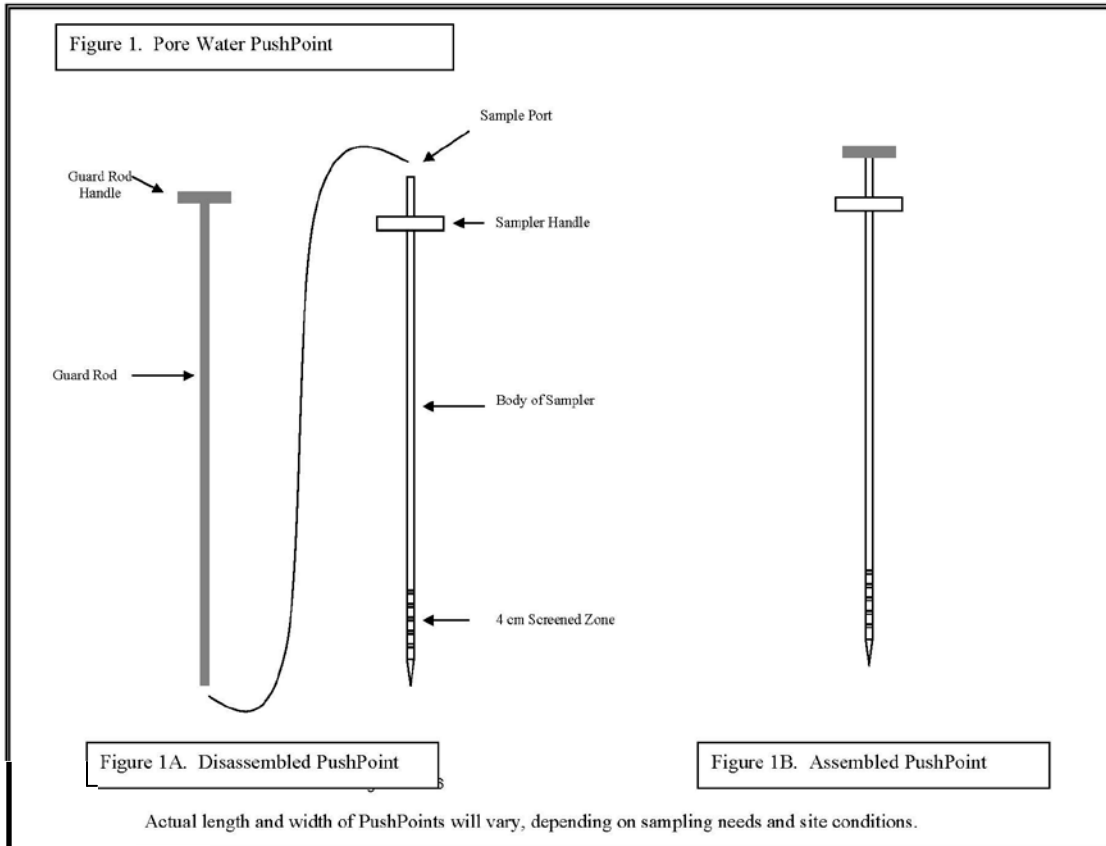 Figure 1. Pore Water PushPoint
Sample Port
Guard Rod
Handle
Sampler Handle
Guard Rod
Body of Sampler
4 cm Screened Zone
Figure 1A. Disassembled PushPoint
Figure 1B. Assembled PushPoint
Actual length and width of PushPoints will vary, depending on sampling needs and site conditions.